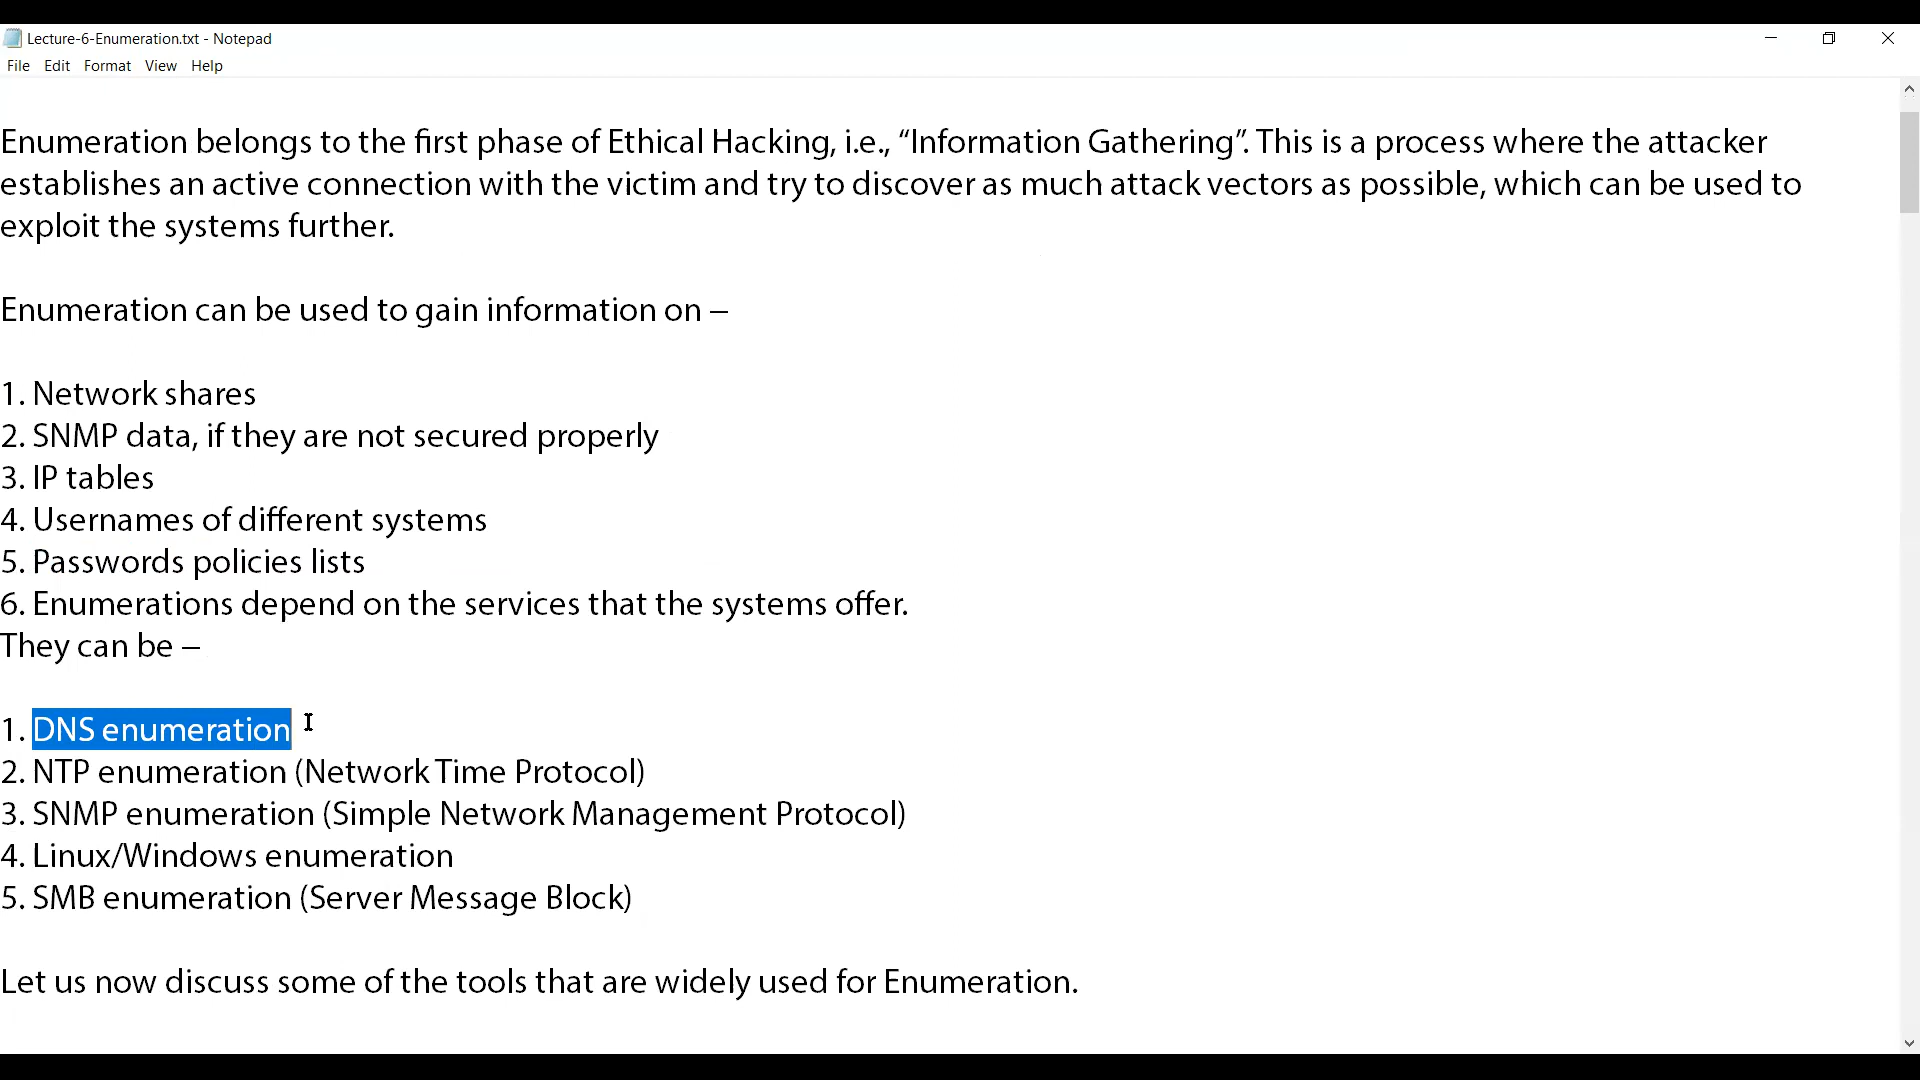 Lecture-6-Enumeration.txt - Notepad
File Edit Format View Help
Enumeration belongs to the first phase of Ethical Hacking, i.e., “Information Gathering”. This is a process where the attacker
establishes an active connection with the victim and try to discover as much attack vectors as possible, which can be used to
exploit the systems further.
Enumeration can be used to gain information on –
1. Network shares
2. SNMP data, if they are not secured properly
3. IP tables
4. Usernames of different systems
5. Passwords policies lists
6. Enumerations depend on the services that the systems offer.
They can be –
1. DNS enumeration
2. NTP enumeration (Network Time Protocol)
3. SNMP enumeration (Simple Network Management Protocol)
4. Linux/Windows enumeration
5. SMB enumeration (Server Message Block)
Let us now discuss some of the tools that are widely used for Enumeration.